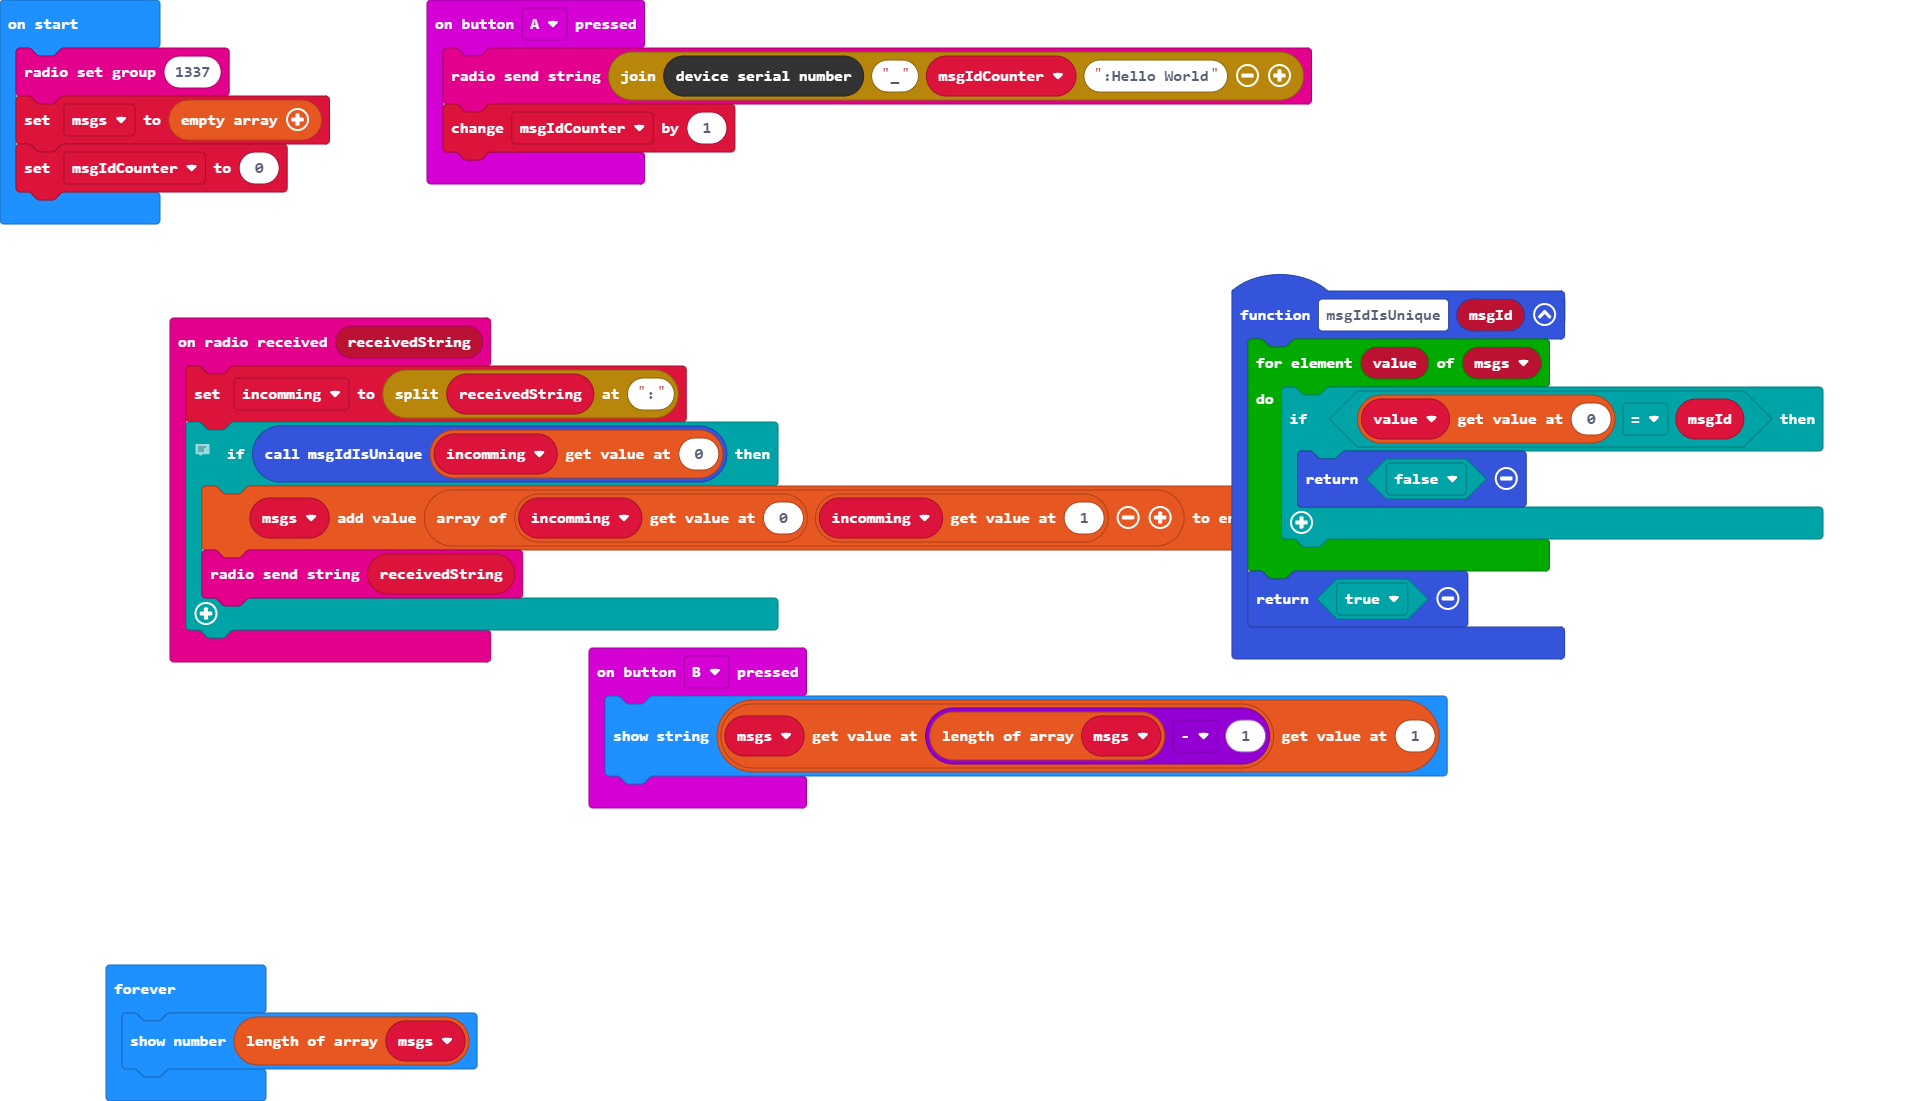 on start
radio set group 1337
set msgs to empty array
set msgIdCounter to 0
on button A pressed
radio send string join device serial number "_" msgIdCounter ":Hello World"
change msgIdCounter by 1
on radio received receivedString
set incomming to split receivedString at ":"
if call msgIdIsUnique incomming get value at 0 then
msgs add value array of incomming get value at 0 incomming get value at 1 to en
radio send string receivedString
function msgIdIsUnique msgId
for element value of msgs
do
if value get value at 0 = msgId then
return false
return true
on button B pressed
show string msgs get value at length of array msgs - 1 get value at 1
forever
show number length of array msgs